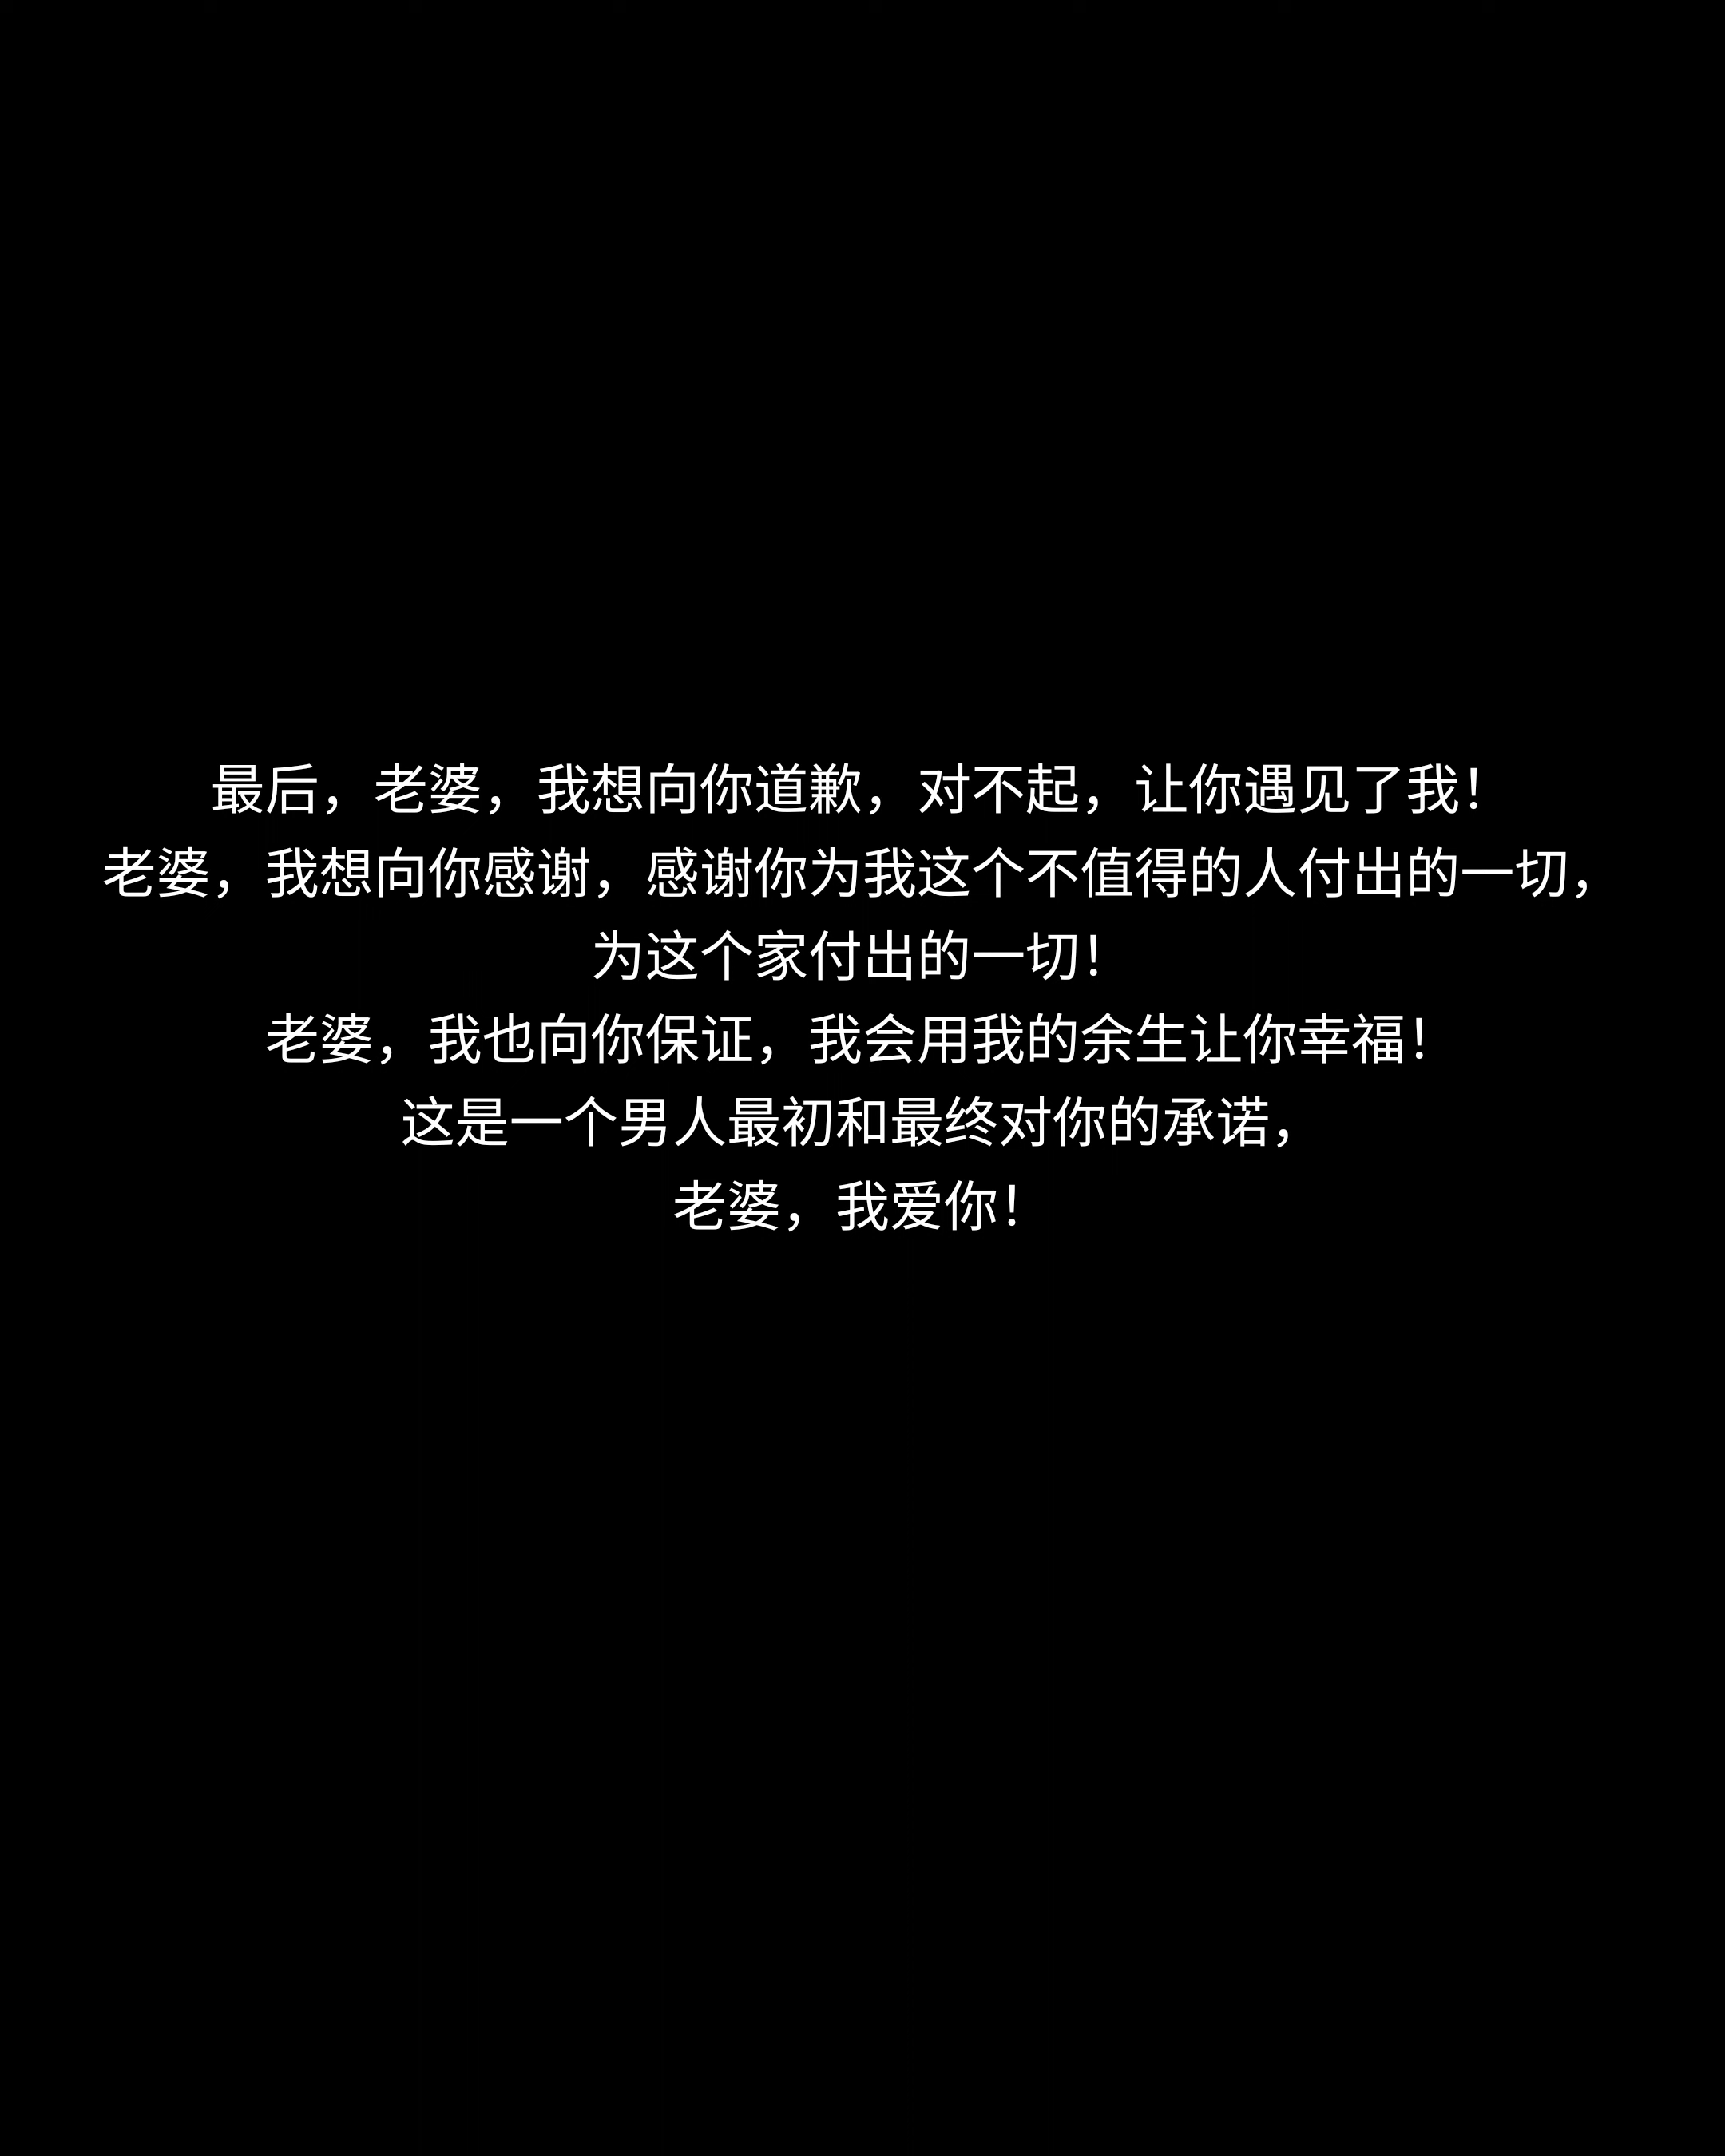 最后，老婆，我想向你道歉，对不起，让你遇见了我！
老婆，我想向你感谢，感谢你为我这个不值得的人付出的一切，
为这个家付出的一切！
老婆，我也向你保证，我会用我的余生让你幸福！
这是一个男人最初和最终对你的承诺，
老婆，我爱你！